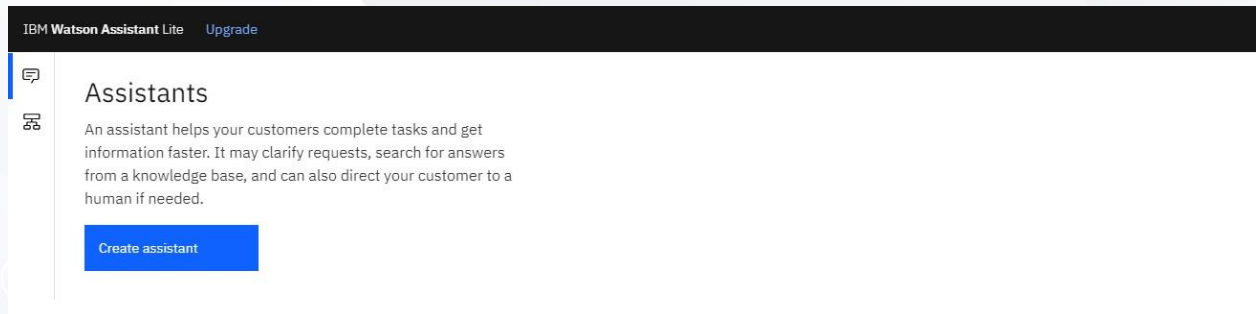 IBM Watson Assistant Lite Upgrade
Assistants
An assistant helps your customers complete tasks and get
information faster. It may clarify requests, search for answers
from a knowledge base, and can also direct your customer to a
human if needed.
Create assistant